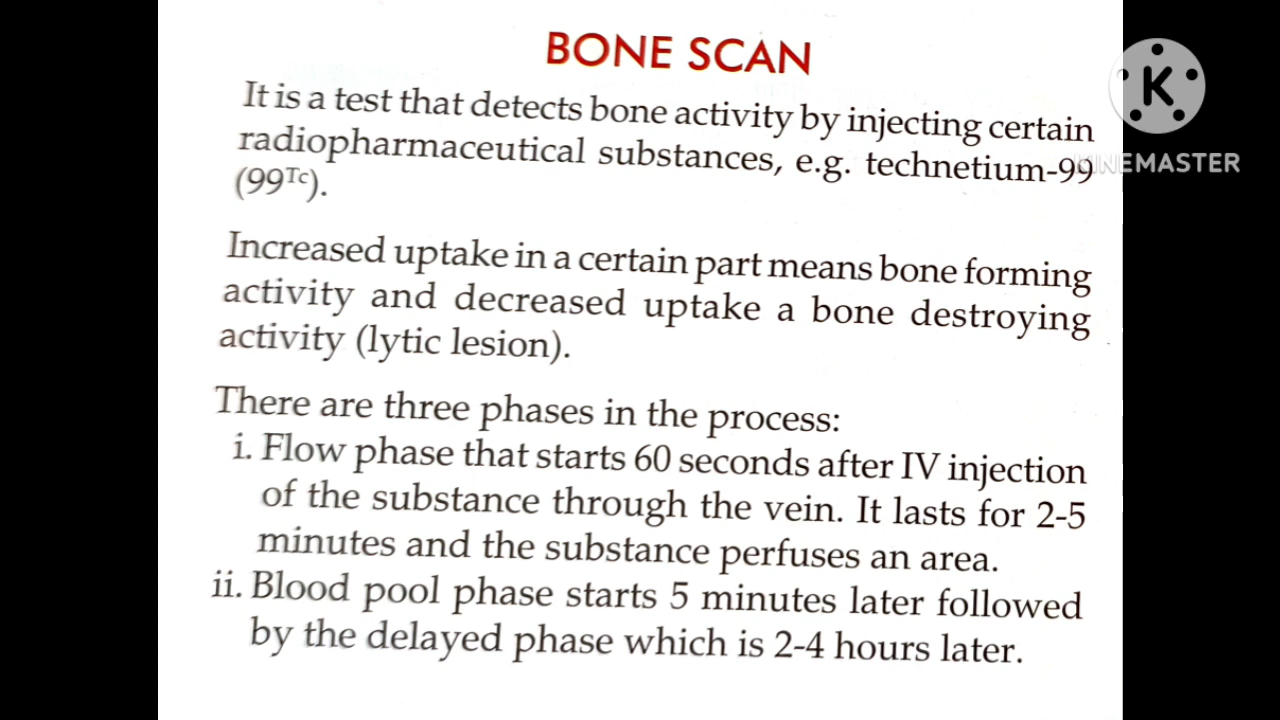 BONE SCAN
It is a test that detects bone activity by injecting certain
radiopharmaceutical substances, e.g. technetium-99
(99Tc).
Increased uptake in a certain part means bone forming
activity and decreased uptake a bone destroying
activity (lytic lesion).
There are three phases in the process:
i. Flow phase that starts 60 seconds after IV injection
of the substance through the vein. It lasts for 2-5
minutes and the substance perfuses an area.
ii. Blood pool phase starts 5 minutes later followed
by the delayed phase which is 2-4 hours later.
K
KINEMASTER